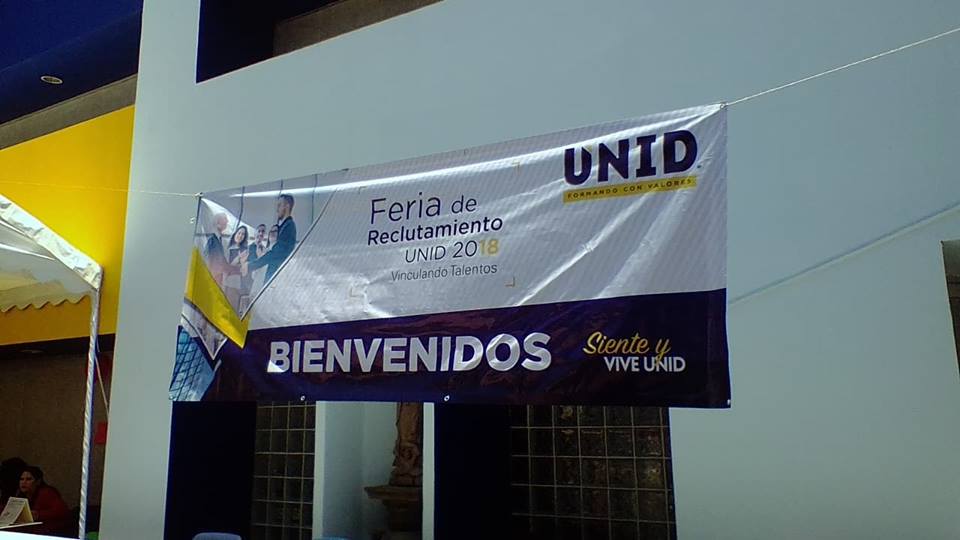 UNID
FORMANDO CON VALORES
Feria de
Reclutamiento
UNID 2018
Vinculando Talentos
BIENVENIDOS
Siente y
VIVE UNID